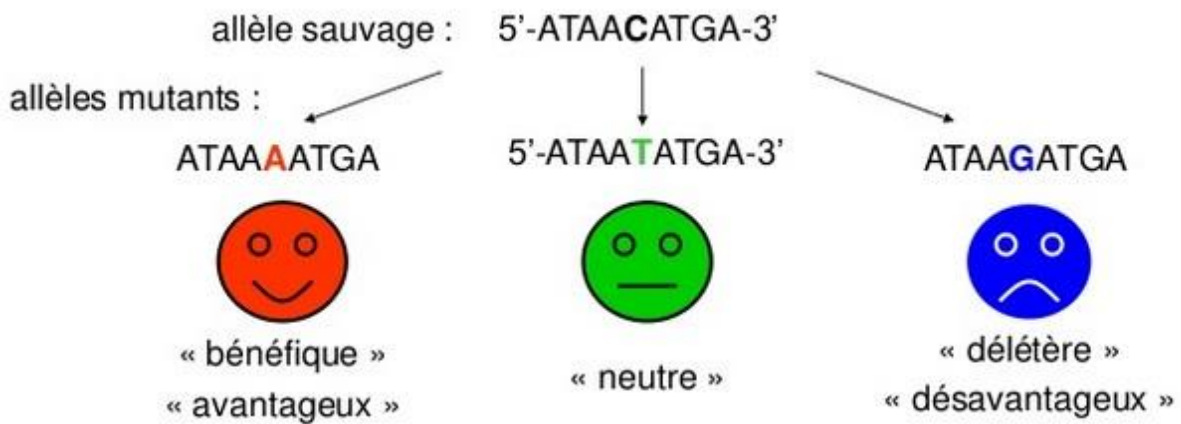 allèle sauvage : 5'-ATAACATGA-3'
allèles mutants :
ATAAAATGA
5'-ATAATATGA-3'
ATAAGATGA
« bénéfique »
« avantageux »
« neutre »
« délétère »
« désavantageux »